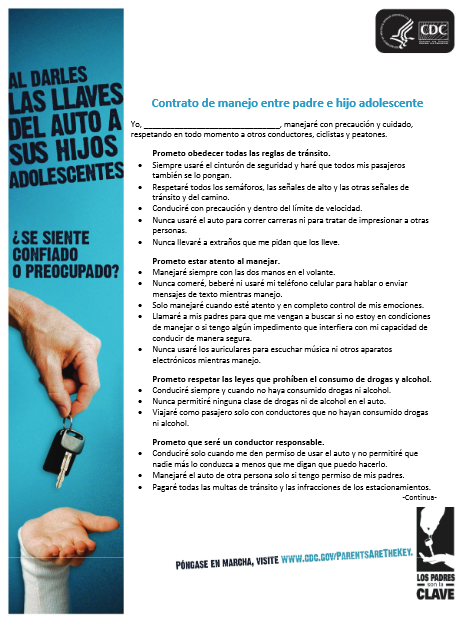 CDC
AL DARLES
LAS LLAVES
DEL AUTO A
SUS HIJOS
ADOLESCENTES
¿SE SIENTE
CONFIADO
O PREOCUPADO?
Contrato de manejo entre padre e hijo adolescente
Yo, ________________________________, manejaré con precaución y cuidado,
respetando en todo momento a otros conductores, ciclistas y peatones.
Prometo obedecer todas las reglas de tránsito.
• Siempre usaré el cinturón de seguridad y haré que todos mis pasajeros
también se lo pongan.
• Respetaré todos los semáforos, las señales de alto y las otras señales de
tránsito y del camino.
• Conduciré con precaución y dentro del límite de velocidad.
• Nunca usaré el auto para correr carreras ni para tratar de impresionar a otras
personas.
• Nunca llevaré a extraños que me pidan que los lleve.
Prometo estar atento al manejar.
• Manejaré siempre con las dos manos en el volante.
• Nunca comeré, beberé ni usaré mi teléfono celular para hablar o enviar
mensajes de texto mientras manejo.
• Solo manejaré cuando esté atento y en completo control de mis emociones.
• Llamaré a mis padres para que me vengan a buscar si no estoy en condiciones
de manejar o si tengo algún impedimento que interfiera con mi capacidad de
conducir de manera segura.
• Nunca usaré los auriculares para escuchar música ni otros aparatos
electrónicos mientras manejo.
Prometo respetar las leyes que prohíben el consumo de drogas y alcohol.
• Conduciré siempre y cuando no haya consumido drogas ni alcohol.
• Nunca permitiré ninguna clase de drogas ni de alcohol en el auto.
• Viajaré como pasajero solo con conductores que no hayan consumido drogas
ni alcohol.
Prometo que seré un conductor responsable.
• Conduciré solo cuando me den permiso de usar el auto y no permitiré que
nadie más lo conduzca a menos que me digan que puedo hacerlo.
• Manejaré el auto de otra persona solo si tengo permiso de mis padres.
• Pagaré todas las multas de tránsito y las infracciones de los estacionamientos.
-Continua-
PÓNGASE EN MARCHA, VISITE WWW.CDC.GOV/PARENTSARETHEKEY.
LOS PADRES
son la
CLAVE